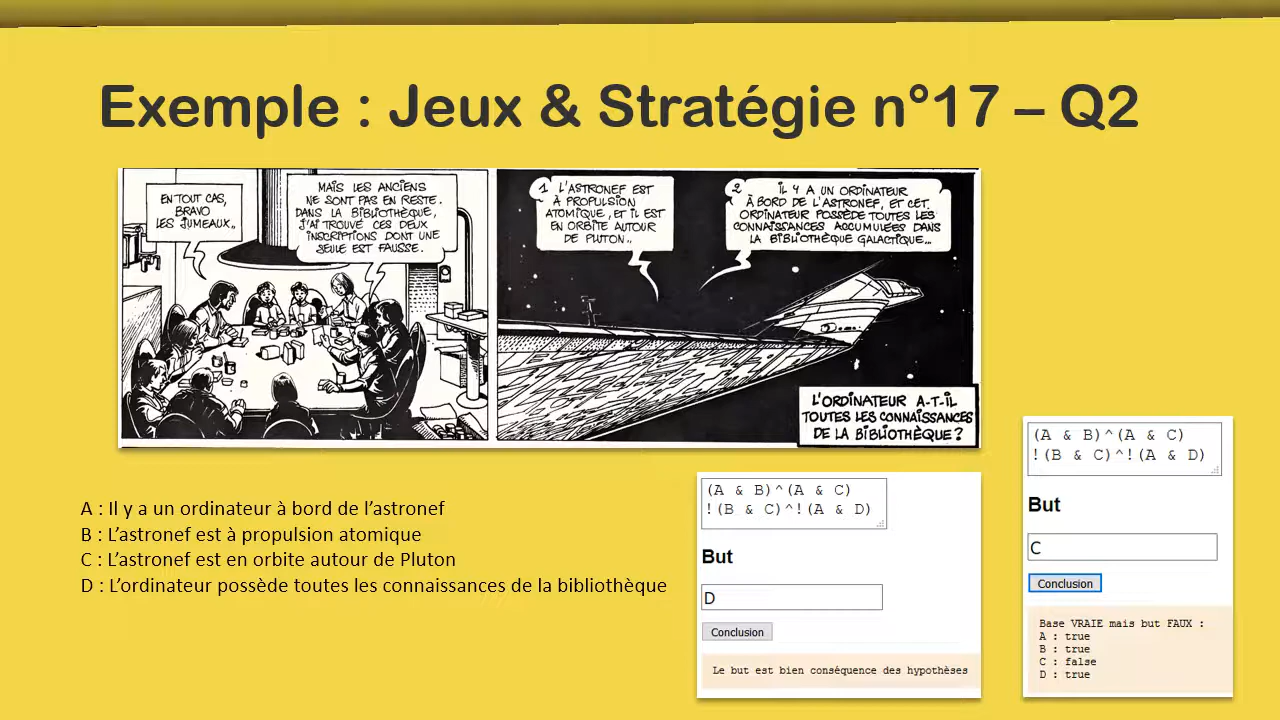 Exemple : Jeux & Stratégie n°17 – Q2
EN TOUT CAS,
BRAVO
LES JUMEAUX..
MAIS LES ANCIENS
NE SONT PAS EN RESTE.
DANS LA BIBLIOTHÈQUE,
J'AI TROUVÉ CES DEUX
INSCRIPTIONS DONT UNE
SEULE EST FAUSSE.
1 L'ASTRONEF EST
À PROPULSION
ATOMIQUE, ET IL EST
EN ORBITE AUTOUR
DE PLUTON..
2 IL Y A UN ORDINATEUR
À BORD DE L'ASTRONEF, ET CET
ORDINATEUR POSSÈDE TOUTES LES
CONNAISSANCES ACCUMULÉES DANS
LA BIBLIOTHÈQUE GALACTIQUE...
L'ORDINATEUR A-T-IL
TOUTES LES CONNAISSANCES
DE LA BIBLIOTHÈQUE ?
A : Il y a un ordinateur à bord de l'astronef
B : L'astronef est à propulsion atomique
C : L'astronef est en orbite autour de Pluton
D : L'ordinateur possède toutes les connaissances de la bibliothèque
(A & B)^(A & C)
!(B & C)^!(A & D)
But
D
Conclusion
Le but est bien conséquence des hypothèses
(A & B)^(A & C)
!(B & C)^!(A & D)
But
C
Conclusion
Base VRAIE mais but FAUX :
A : true
B : true
C : false
D : true